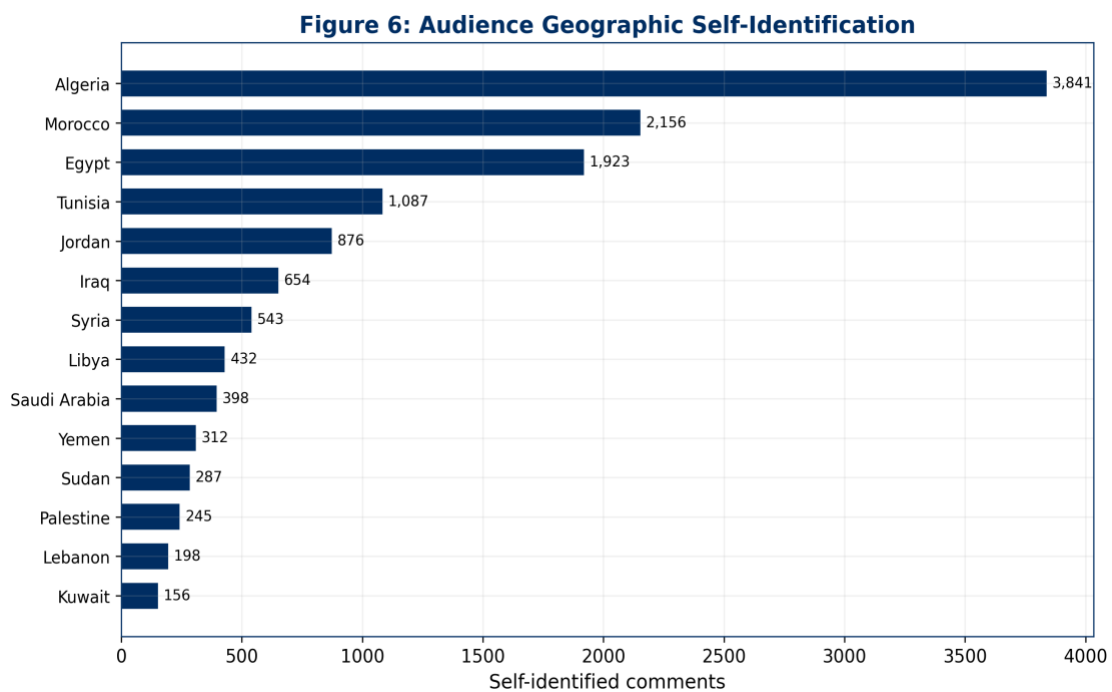 Figure 6: Audience Geographic Self-Identification
Algeria 3,841
Morocco 2,156
Egypt 1,923
Tunisia 1,087
Jordan 876
Iraq 654
Syria 543
Libya 432
Saudi Arabia 398
Yemen 312
Sudan 287
Palestine 245
Lebanon 198
Kuwait 156
0 500 1000 1500 2000 2500 3000 3500 4000
Self-identified comments